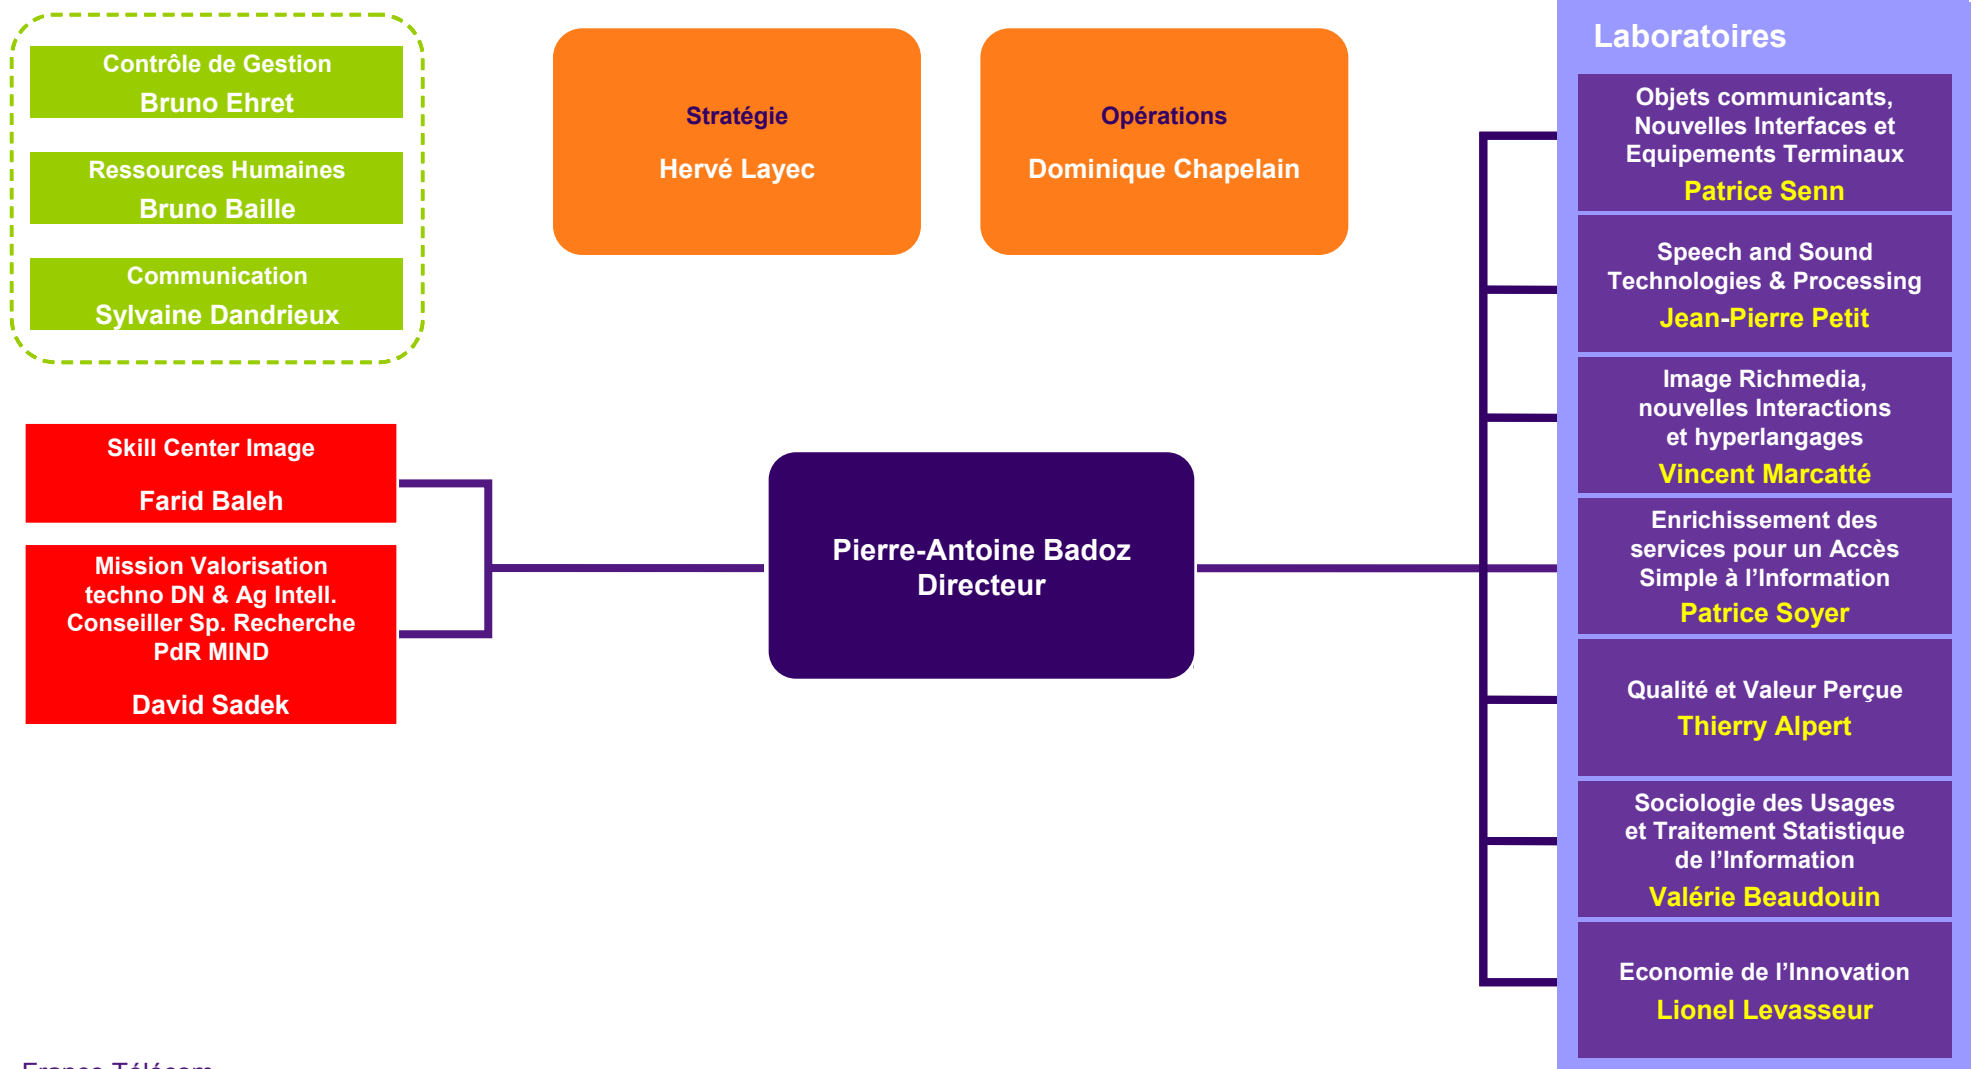 Contrôle de Gestion
Bruno Ehret
Ressources Humaines
Bruno Baille
Communication
Sylvaine Dandrieux
Stratégie
Hervé Layec
Opérations
Dominique Chapelain
Skill Center Image
Farid Baleh
Mission Valorisation
techno DN & Ag Intell.
Conseiller Sp. Recherche
PdR MIND
David Sadek
Pierre-Antoine Badoz
Directeur
Laboratoires
Objets communicants,
Nouvelles Interfaces et
Equipements Terminaux
Patrice Senn
Speech and Sound
Technologies & Processing
Jean-Pierre Petit
Image Richmedia,
nouvelles Interactions
et hyperlangages
Vincent Marcatté
Enrichissement des
services pour un Accès
Simple à l’Information
Patrice Soyer
Qualité et Valeur Perçue
Thierry Alpert
Sociologie des Usages
et Traitement Statistique
de l’Information
Valérie Beaudouin
Economie de l’Innovation
Lionel Levasseur
France Télécom